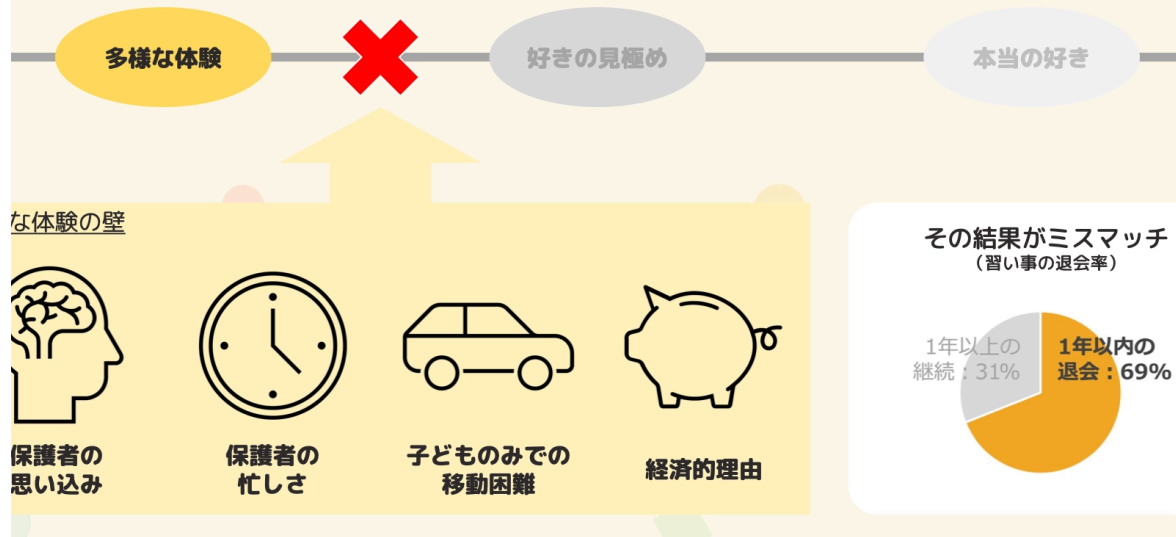 多様な体験
好きの見極め
本当の好き
な体験の壁
保護者の
思い込み
保護者の
忙しさ
子どものみでの
移動困難
経済的理由
その結果がミスマッチ
（習い事の退会率）
1年以上の
継続：31%
1年以内の
退会：69%